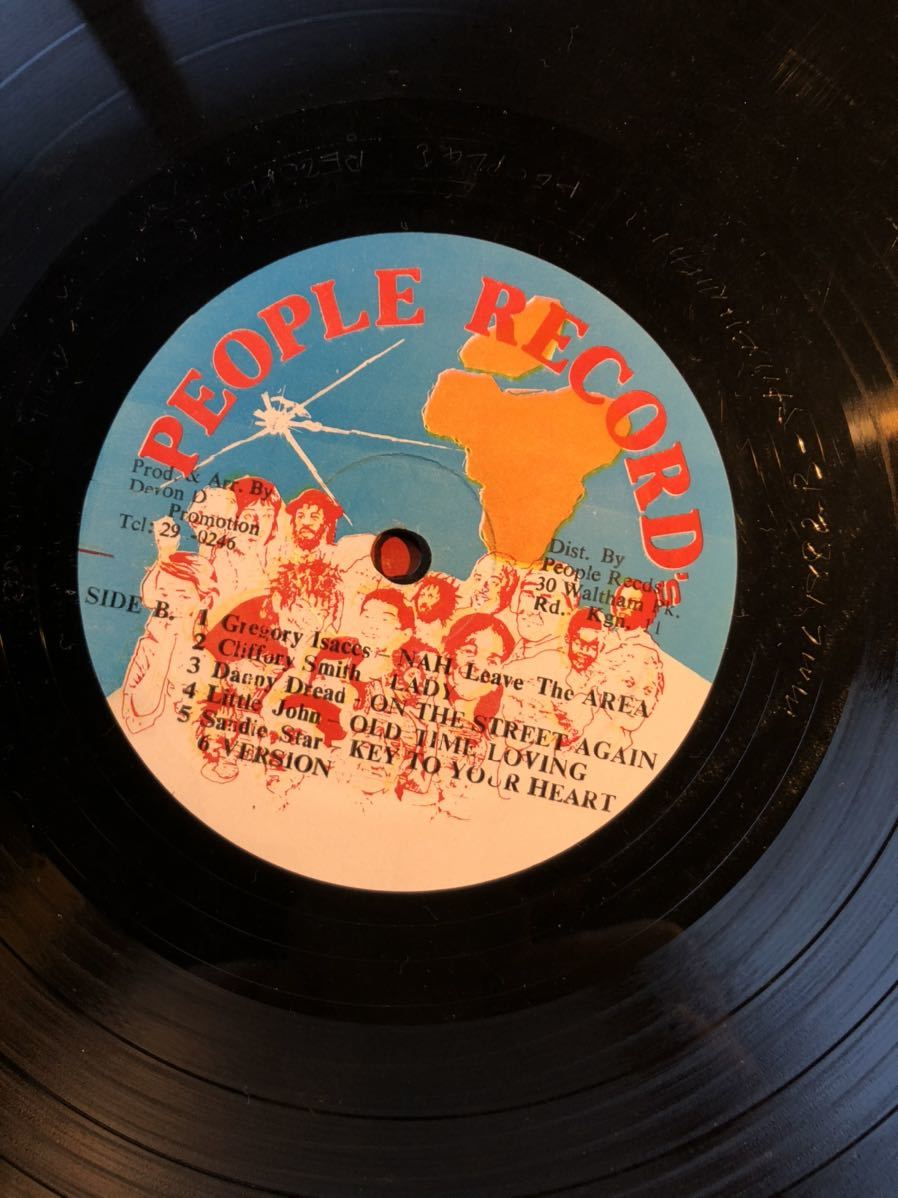 PEOPLE RECORD's
Prod. & Arr. By
Devon D
Promotion
Tel: 29 -0246
Dist. By
People Recds.
30 Waltham Pk.
Rd. - Kgn. 11
SIDE B.
1 Gregory Isaccs - NAH Leave The AREA
2 Cliffory Smith - LADY
3 Danny Dread - ON THE STREET AGAIN
4 Little John - OLD TIME LOVING
5 Sandie Star - KEY TO YOUR HEART
6 VERSION